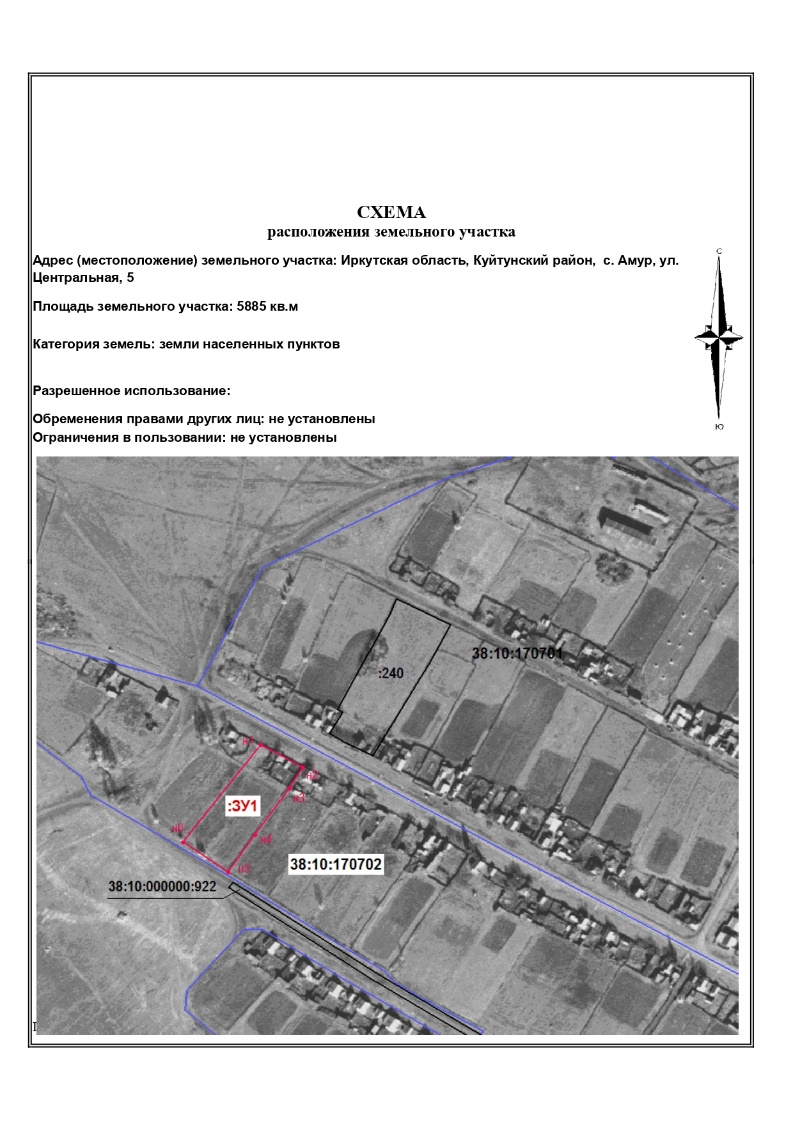 СХЕМА
расположения земельного участка
Адрес (местоположение) земельного участка: Иркутская область, Куйтунский район, с. Амур, ул.
Центральная, 5
Площадь земельного участка: 5885 кв.м
Категория земель: земли населенных пунктов
Разрешенное использование:
Обременения правами других лиц: не установлены
Ограничения в пользовании: не установлены
С
Ю
38:10:170701
:240
:ЗУ1
38:10:170702
38:10:000000:922